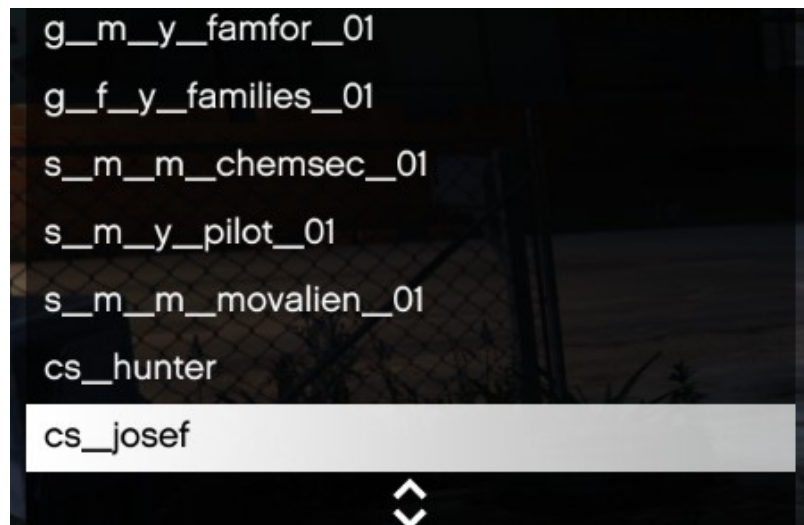 g_m_y_famfor_01
g_f_y_families_01
s_m_m_chemsec_01
s_m_y_pilot_01
s_m_m_movalien_01
cs_hunter
cs_josef